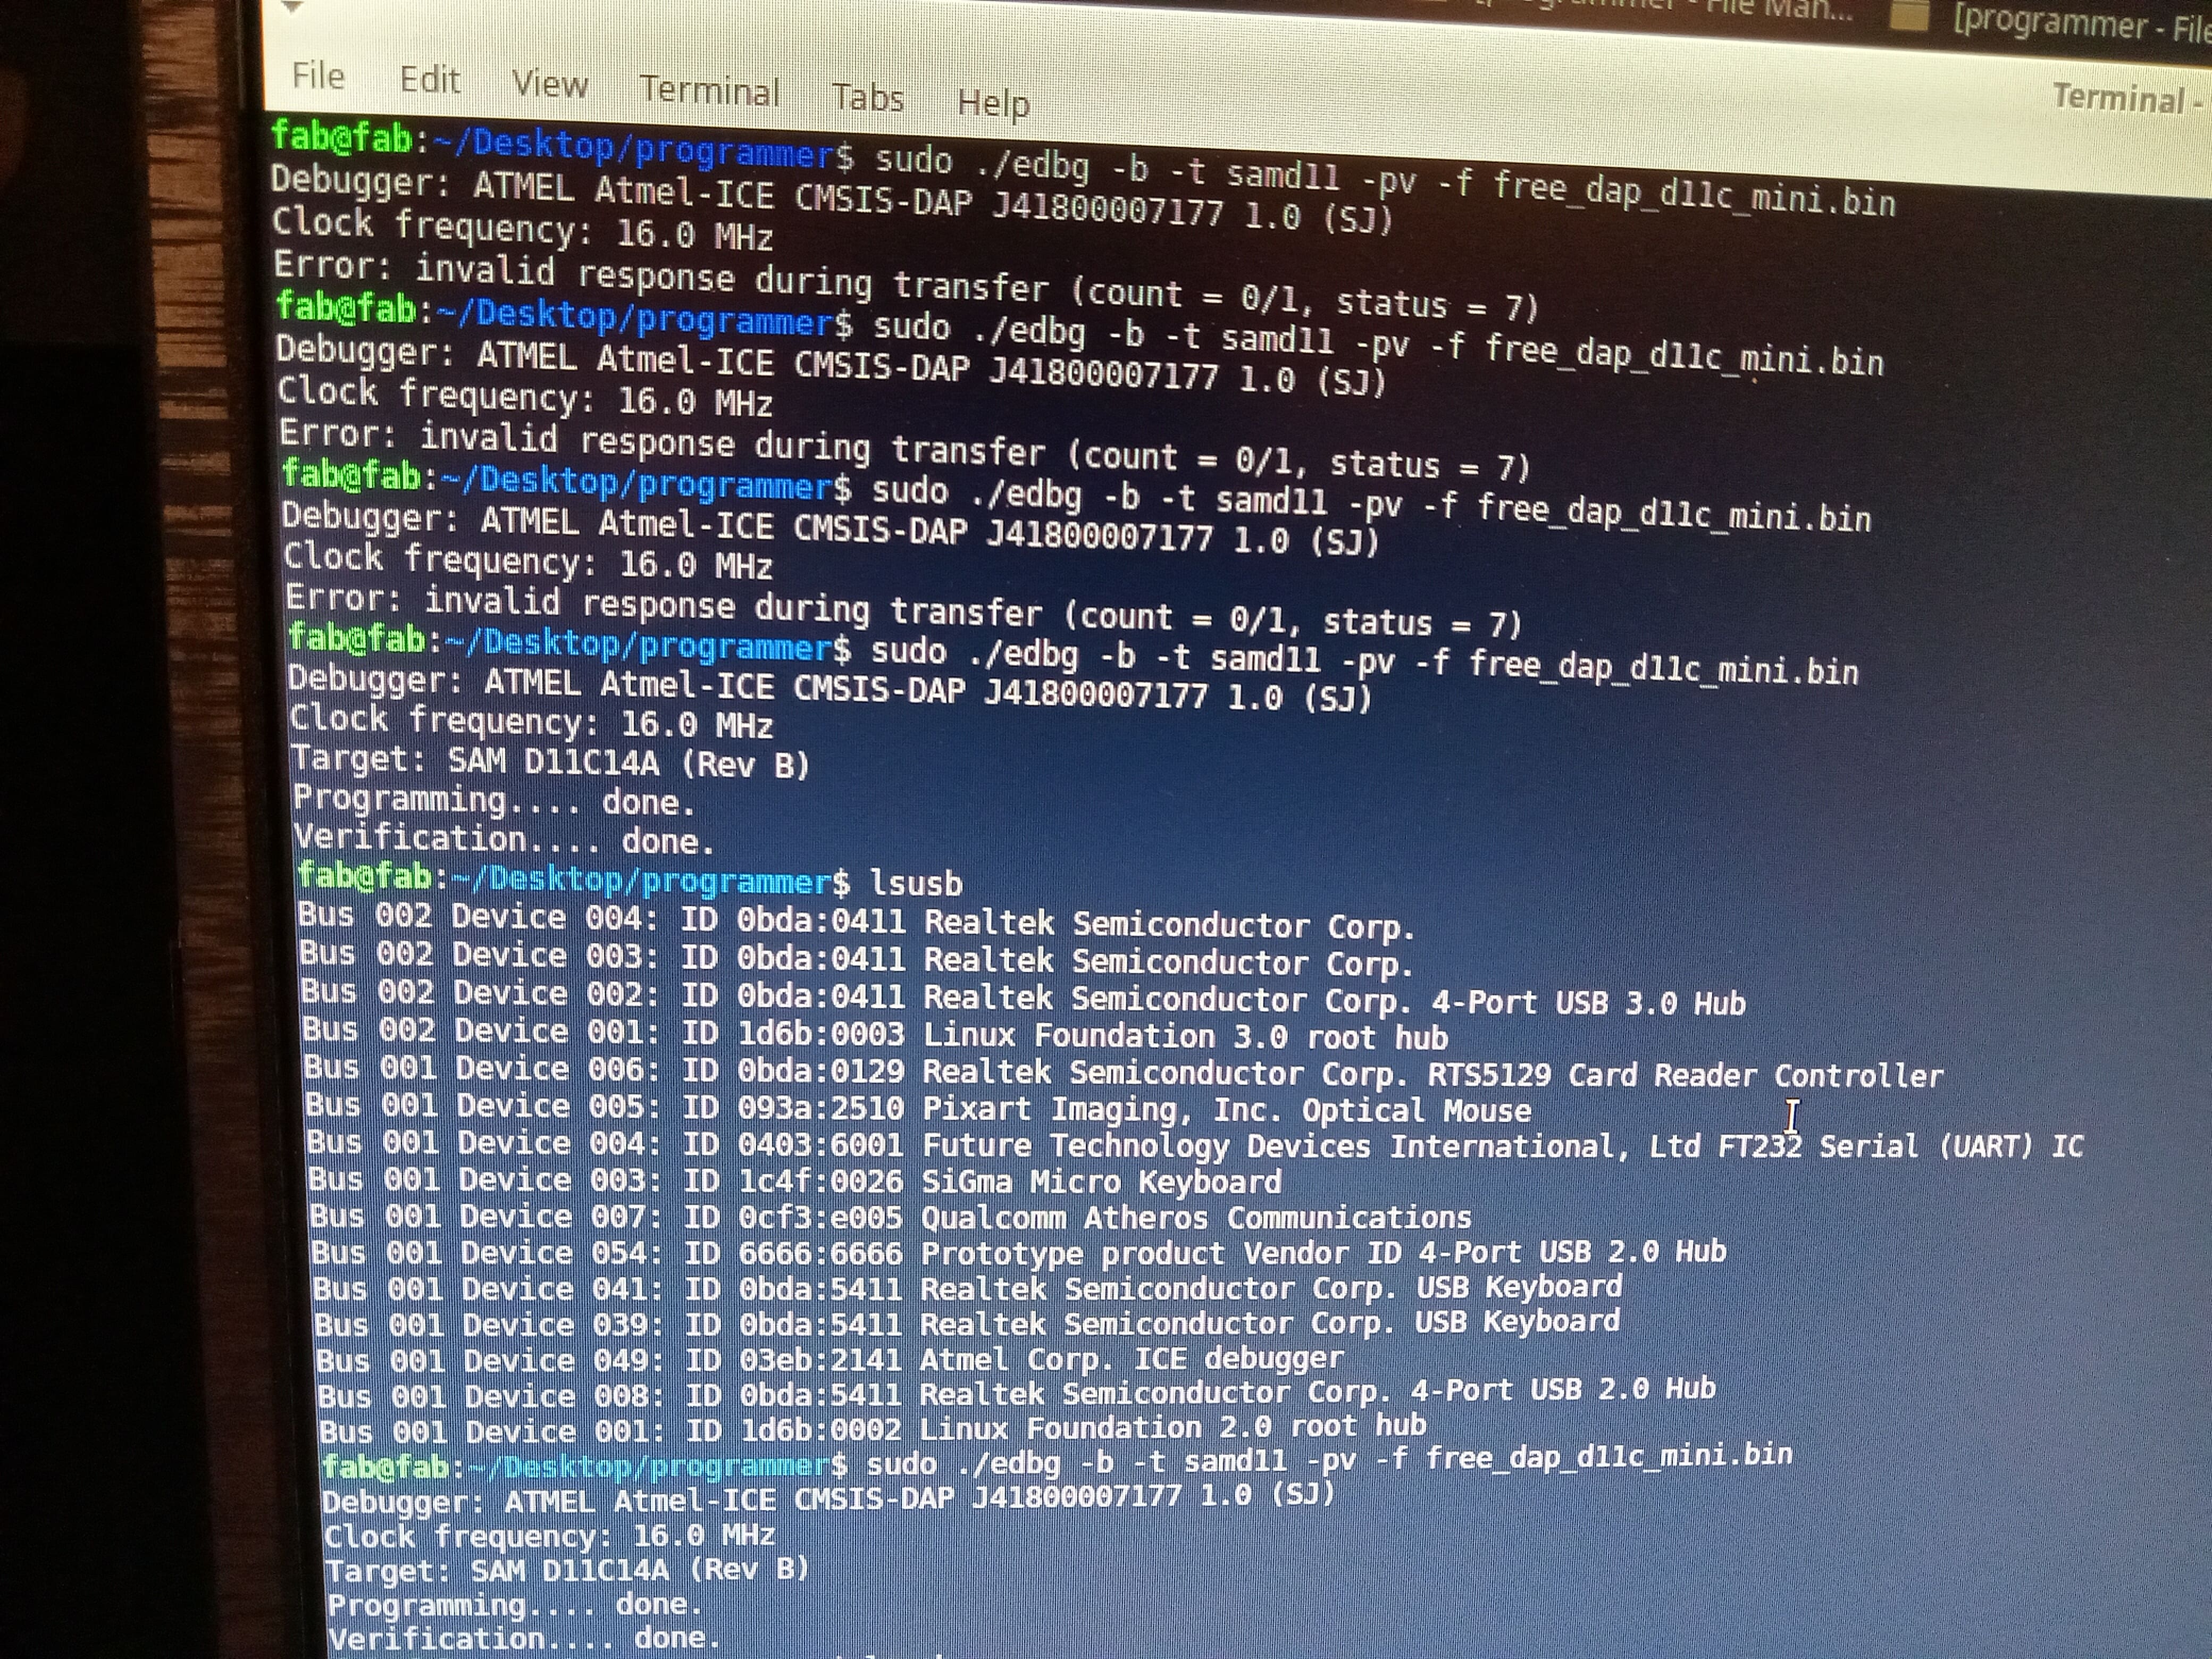 [programmer - File
File Edit View Terminal Tabs Help
Terminal -
fab@fab:~/Desktop/programmer$ sudo ./edbg -b -t samd11 -pv -f free_dap_d11c_mini.bin
Debugger: ATMEL Atmel-ICE CMSIS-DAP J41800007177 1.0 (SJ)
Clock frequency: 16.0 MHz
Error: invalid response during transfer (count = 0/1, status = 7)
fab@fab:~/Desktop/programmer$ sudo ./edbg -b -t samd11 -pv -f free_dap_d11c_mini.bin
Debugger: ATMEL Atmel-ICE CMSIS-DAP J41800007177 1.0 (SJ)
Clock frequency: 16.0 MHz
Error: invalid response during transfer (count = 0/1, status = 7)
fab@fab:~/Desktop/programmer$ sudo ./edbg -b -t samd11 -pv -f free_dap_d11c_mini.bin
Debugger: ATMEL Atmel-ICE CMSIS-DAP J41800007177 1.0 (SJ)
Clock frequency: 16.0 MHz
Error: invalid response during transfer (count = 0/1, status = 7)
fab@fab:~/Desktop/programmer$ sudo ./edbg -b -t samd11 -pv -f free_dap_d11c_mini.bin
Debugger: ATMEL Atmel-ICE CMSIS-DAP J41800007177 1.0 (SJ)
Clock frequency: 16.0 MHz
Target: SAM D11C14A (Rev B)
Programming.... done.
Verification.... done.
fab@fab:~/Desktop/programmer$ lsusb
Bus 002 Device 004: ID 0bda:0411 Realtek Semiconductor Corp.
Bus 002 Device 003: ID 0bda:0411 Realtek Semiconductor Corp.
Bus 002 Device 002: ID 0bda:0411 Realtek Semiconductor Corp. 4-Port USB 3.0 Hub
Bus 002 Device 001: ID 1d6b:0003 Linux Foundation 3.0 root hub
Bus 001 Device 006: ID 0bda:0129 Realtek Semiconductor Corp. RTS5129 Card Reader Controller
Bus 001 Device 005: ID 093a:2510 Pixart Imaging, Inc. Optical Mouse
Bus 001 Device 004: ID 0403:6001 Future Technology Devices International, Ltd FT232 Serial (UART) IC
Bus 001 Device 003: ID 1c4f:0026 SiGma Micro Keyboard
Bus 001 Device 007: ID 0cf3:e005 Qualcomm Atheros Communications
Bus 001 Device 054: ID 6666:6666 Prototype product Vendor ID 4-Port USB 2.0 Hub
Bus 001 Device 041: ID 0bda:5411 Realtek Semiconductor Corp. USB Keyboard
Bus 001 Device 039: ID 0bda:5411 Realtek Semiconductor Corp. USB Keyboard
Bus 001 Device 049: ID 03eb:2141 Atmel Corp. ICE debugger
Bus 001 Device 008: ID 0bda:5411 Realtek Semiconductor Corp. 4-Port USB 2.0 Hub
Bus 001 Device 001: ID 1d6b:0002 Linux Foundation 2.0 root hub
fab@fab:~/Desktop/programmer$ sudo ./edbg -b -t samd11 -pv -f free_dap_d11c_mini.bin
Debugger: ATMEL Atmel-ICE CMSIS-DAP J41800007177 1.0 (SJ)
Clock frequency: 16.0 MHz
Target: SAM D11C14A (Rev B)
Programming.... done.
Verification.... done.